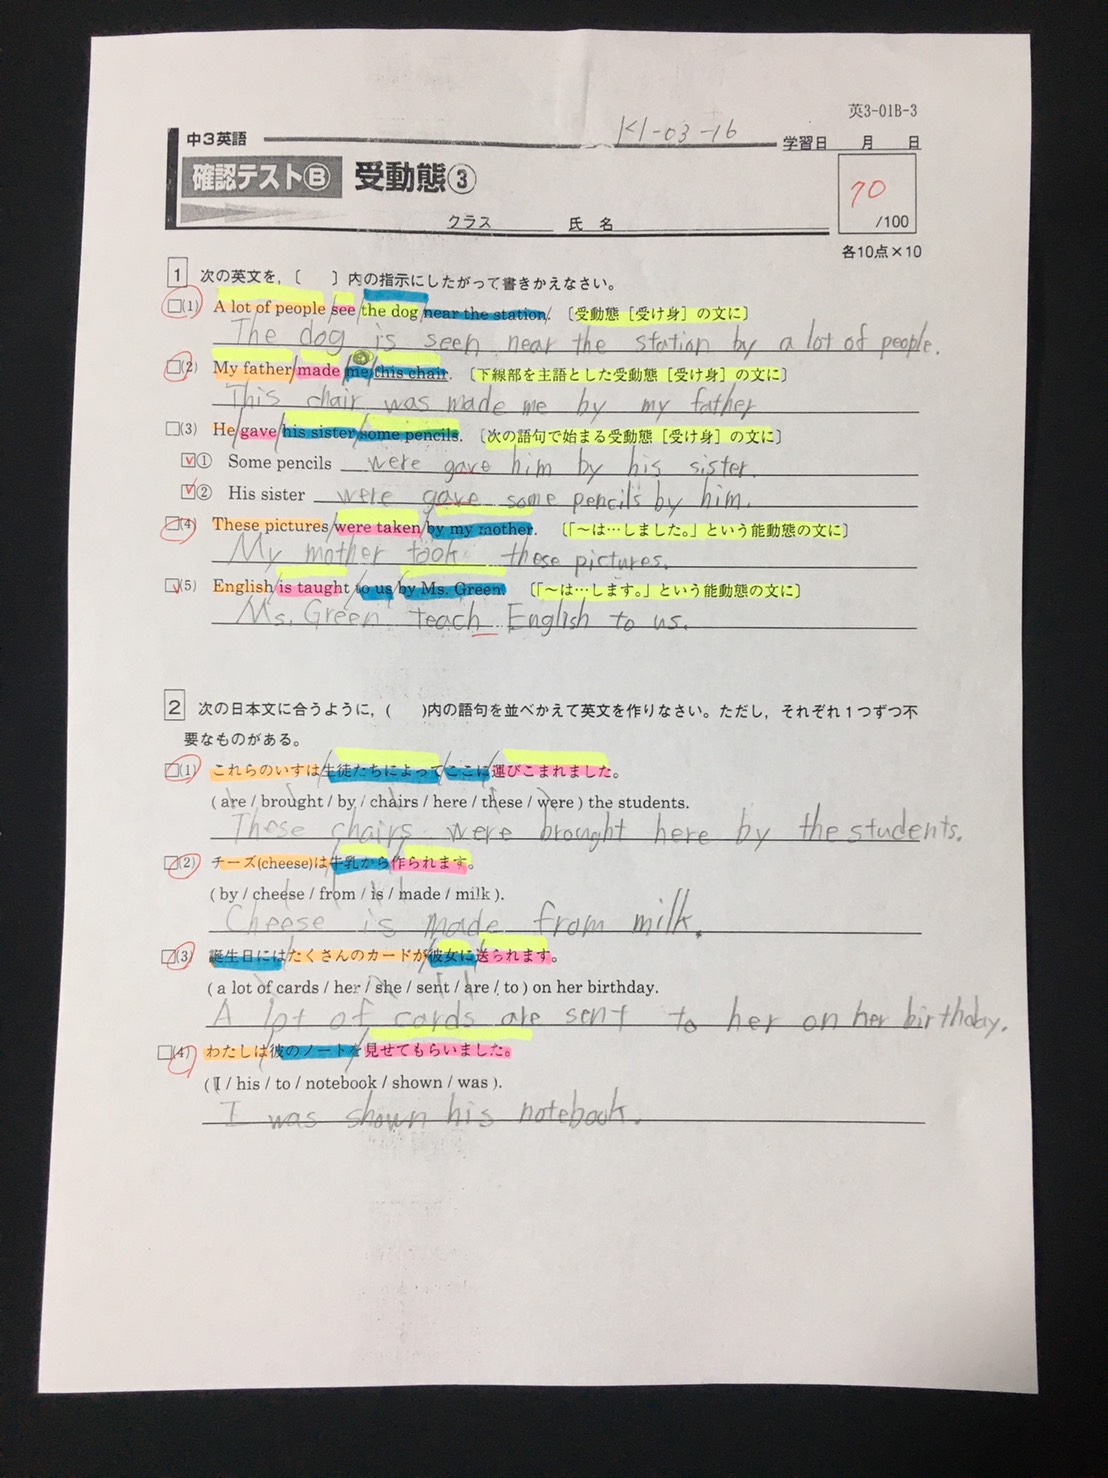 英3-01B-3
K1-03-16
中3英語
学習日　月　日
確認テストⒷ 受動態③
70
/100
クラス　氏 名
各10点×10
1 次の英文を，〔　〕内の指示にしたがって書きかえなさい。
□(1) A lot of people see the dog near the station. 〔受動態［受け身］の文に〕
The dog is seen near the station by a lot of people.
□(2) My father made me this chair. 〔下線部を主語とした受動態［受け身］の文に〕
This chair was made me by my father
□(3) He gave his sister some pencils. 〔次の語句で始まる受動態［受け身］の文に〕
□① Some pencils were gave him by his sister.
□② His sister were gave some pencils by him.
□(4) These pictures were taken by my mother. 〔「～は…しました。」という能動態の文に〕
My mother took these pictures.
□(5) English is taught to us by Ms. Green. 〔「～は…します。」という能動態の文に〕
Ms. Green teach English to us.
2 次の日本文に合うように，(　)内の語句を並べかえて英文を作りなさい。ただし，それぞれ1つずつ不
要なものがある。
□(1) これらのいすは生徒たちによってここに運びこまれました。
( are / brought / by / chairs / here / these / were ) the students.
These chairs were brought here by the students.
□(2) チーズ(cheese)は牛乳から作られます。
( by / cheese / from / is / made / milk ).
Cheese is made from milk.
□(3) 誕生日にはたくさんのカードが彼女に送られます。
( a lot of cards / her / she / sent / are / to ) on her birthday.
A lot of cards are sent to her on her birthday.
□(4) わたしは彼のノートを見せてもらいました。
( I / his / to / notebook / shown / was ).
I was shown his notebook.